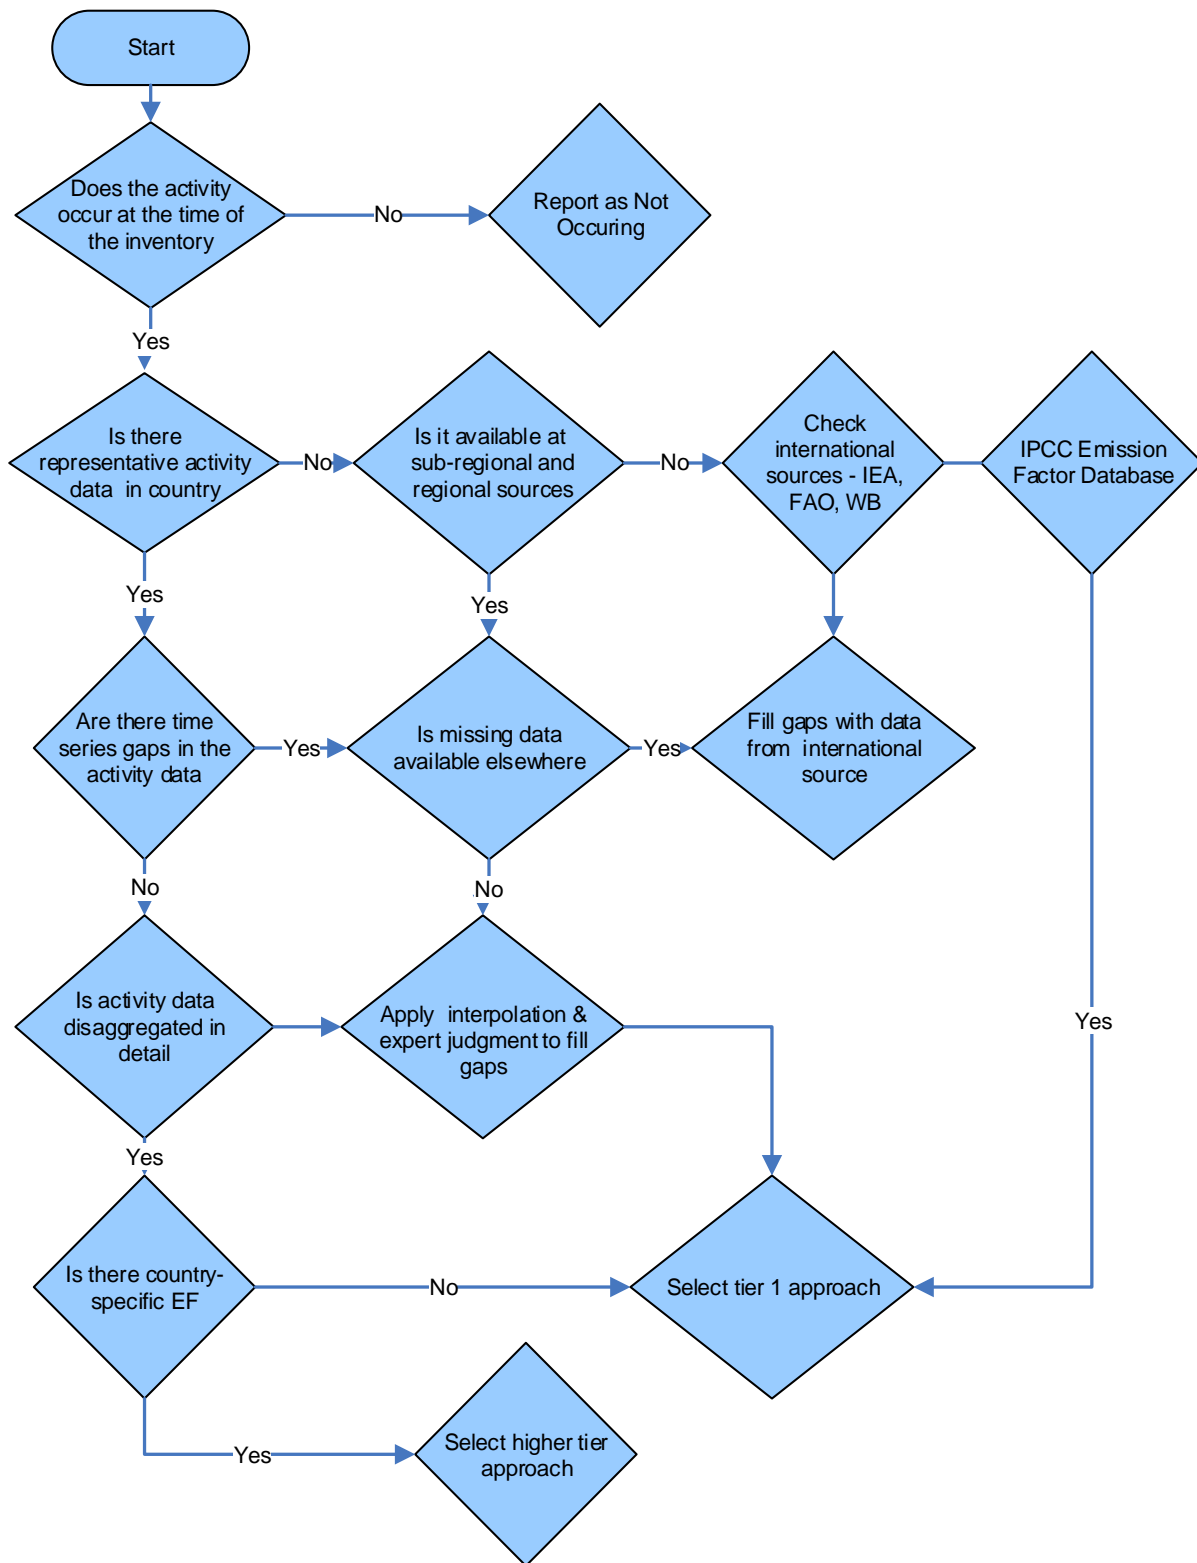 Start
Does the activity
occur at the time of
the inventory
No
Report as Not
Occuring
Yes
Is there
representative activity
data in country
No
Is it available at
sub-regional and
regional sources
No
Check
international
sources - IEA,
FAO, WB
IPCC Emission
Factor Database
Yes
Yes
Are there time
series gaps in the
activity data
Yes
Is missing data
available elsewhere
Yes
Fill gaps with data
from international
source
No
No
Is activity data
disaggregated in
detail
Apply interpolation &
expert judgment to fill
gaps
Yes
Yes
Is there country-
specific EF
No
Select tier 1 approach
Yes
Select higher tier
approach